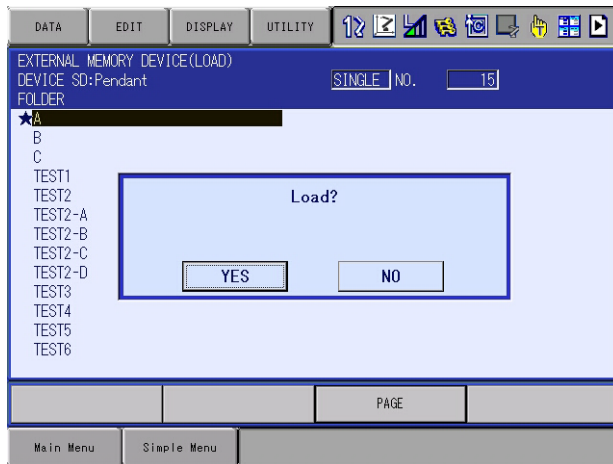 DATA EDIT DISPLAY UTILITY
EXTERNAL MEMORY DEVICE(LOAD)
DEVICE SD:Pendant SINGLE NO. 15
FOLDER
★A
B
C
TEST1
TEST2
TEST2-A
TEST2-B
TEST2-C
TEST2-D
TEST3
TEST4
TEST5
TEST6
Load?
YES NO
PAGE
Main Menu Simple Menu